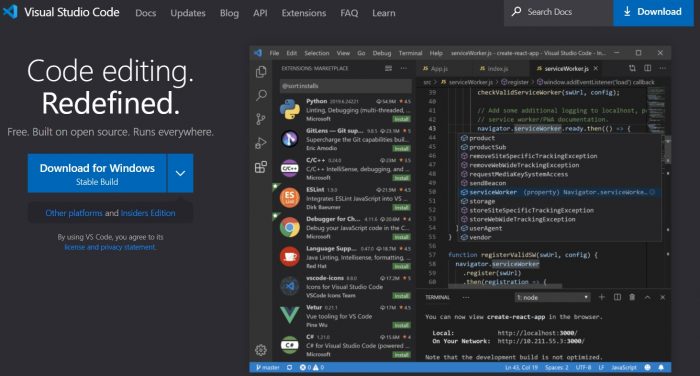 Visual Studio Code Docs Updates Blog API Extensions FAQ Learn Search Docs Download
Code editing.
Redefined.
Free. Built on open source. Runs everywhere.
Download for Windows
Stable Build
Other platforms and Insiders Edition
By using VS Code, you agree to its
license and privacy statement.
File Edit Selection View Go Debug Terminal Help serviceWorker.js - create-react-app - Visual Studio Code - In...
EXTENSIONS: MARKETPLACE
@sort:installs
Python 2019.6.24221 54.9M 4.5
Linting, Debugging (multi-threaded, ...
Microsoft Install
GitLens — Git sup... 9.8.5 23.1M 5
Supercharge the Git capabilities buil...
Eric Amodio Install
C/C++ 0.24.0 23M 3.5
C/C++ IntelliSense, debugging, and ...
Microsoft Install
ESLint 1.9.0 21.9M 4.5
Integrates ESLint JavaScript into VS ...
Dirk Baeumer Install
Debugger for Ch... 4.11.6 20.6M 4
Debug your JavaScript code in the C...
Microsoft Install
Language Supp... 0.47.0 18.7M 4.5
Java Linting, Intellisense, formatting, ...
Red Hat Install
vscode-icons 8.8.0 17.2M 5
Icons for Visual Studio Code
VSCode Icons Team Install
Vetur 0.21.1 17M 4.5
Vue tooling for VS Code
Pine Wu Install
C# 1.21.0 15.6M 4
C# for Visual Studio Code (powered ...
Microsoft Install
App.js index.js serviceWorker.js
src serviceWorker.js register window.addEventListener('load') callback
39 checkValidServiceWorker(swUrl, config);
40
41 // Add some additional logging to localhost, p
42 // service worker/PWA documentation.
43 navigator.serviceWorker.ready.then(() => {
product
productSub
removeSiteSpecificTrackingException
removeWebWideTrackingException
requestMediaKeySystemAccess
sendBeacon
serviceWorker (property) Navigator.serviceWorke...
storage
storeSiteSpecificTrackingException
storeWebWideTrackingException
userAgent
vendor
55 }
56
57 function registerValidSW(swUrl, config) {
58 navigator.serviceWorker
59 .register(swUrl)
60 .then(registration => {
TERMINAL ... 1: node
You can now view create-react-app in the browser.
Local: http://localhost:3000/
On Your Network: http://10.211.55.3:3000/
Note that the development build is not optimized.
master 0 0 Ln 43, Col 19 Spaces: 2 UTF-8 LF JavaScript